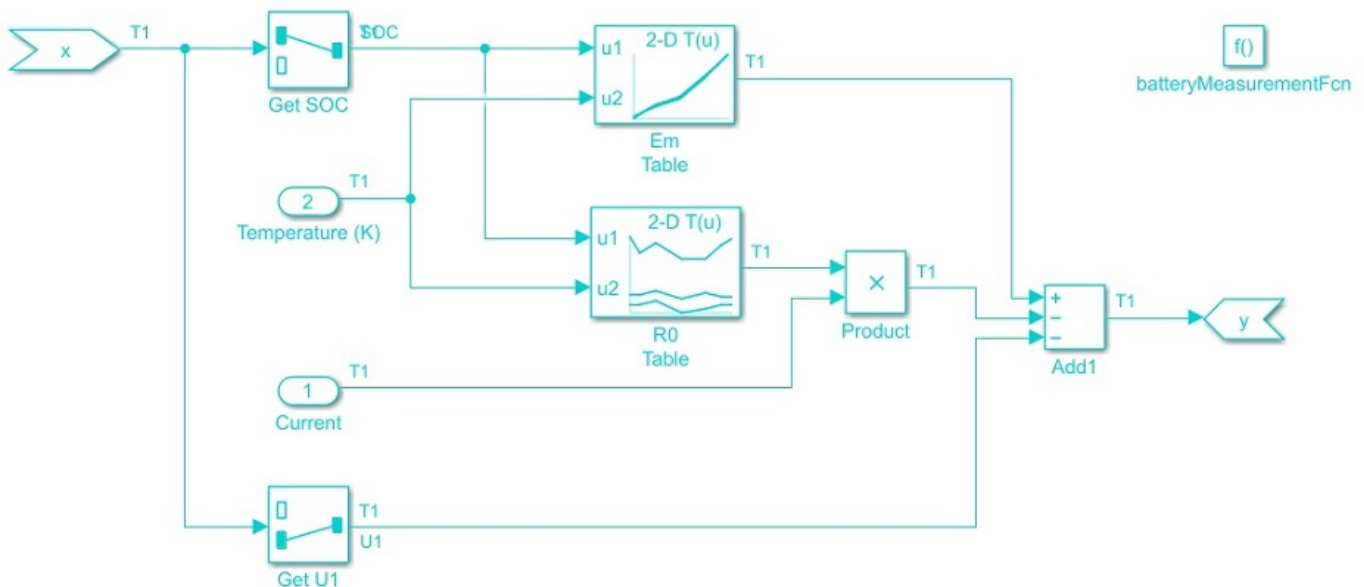 x
T1
Get SOC
T1
SOC
u1
u2
2-D T(u)
Em
Table
T1
f()
batteryMeasurementFcn
2
Temperature (K)
T1
u1
u2
2-D T(u)
R0
Table
T1
×
Product
T1
1
Current
T1
+
−
−
Add1
T1
y
T1
U1
Get U1